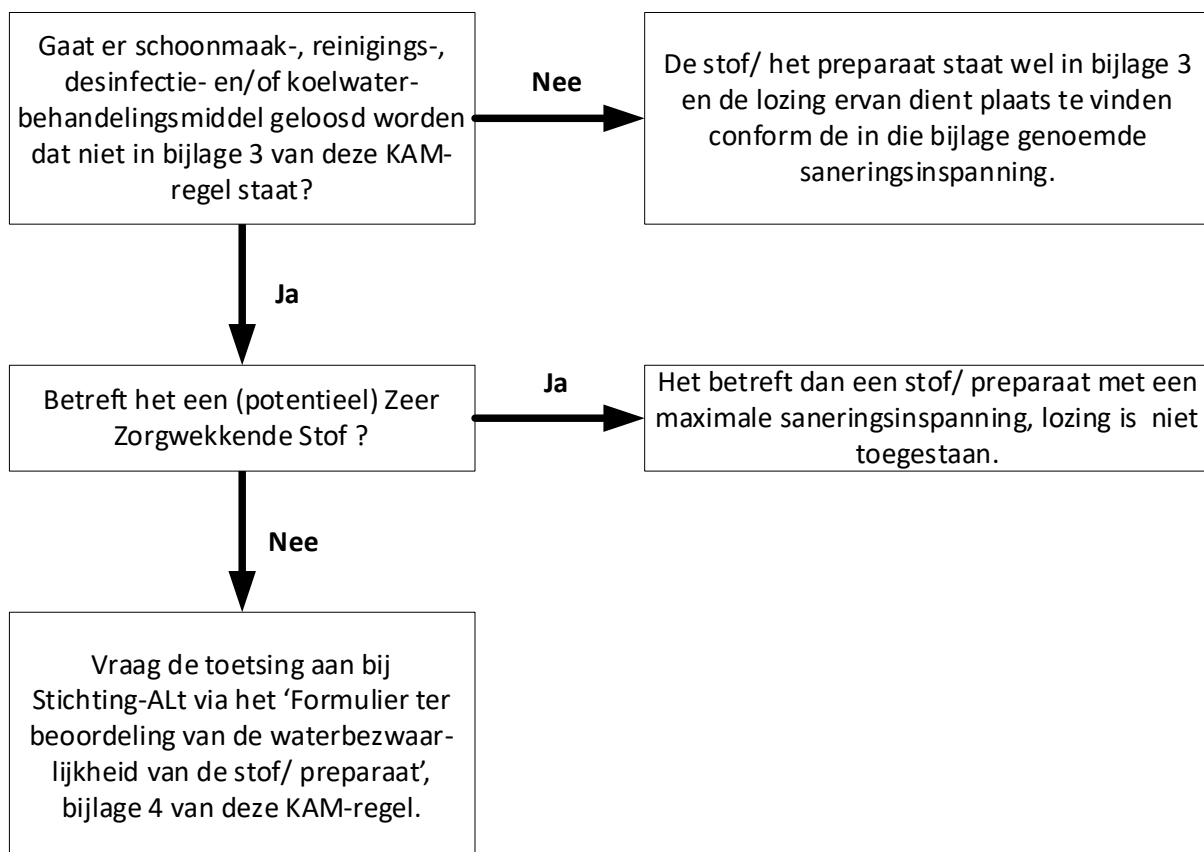 Gaat er schoonmaak-, reinigings-,
desinfectie- en/of koelwater-
behandelingsmiddel geloosd worden
dat niet in bijlage 3 van deze KAM-
regel staat?
Nee
De stof/ het preparaat staat wel in bijlage 3
en de lozing ervan dient plaats te vinden
conform de in die bijlage genoemde
saneringsinspanning.
Ja
Betreft het een (potentieel) Zeer
Zorgwekkende Stof ?
Ja
Het betreft dan een stof/ preparaat met een
maximale saneringsinspanning, lozing is  niet
toegestaan.
Nee
Vraag de toetsing aan bij
Stichting-ALt via het ‘Formulier ter
beoordeling van de waterbezwaar-
lijkheid van de stof/ preparaat’,
bijlage 4 van deze KAM-regel.